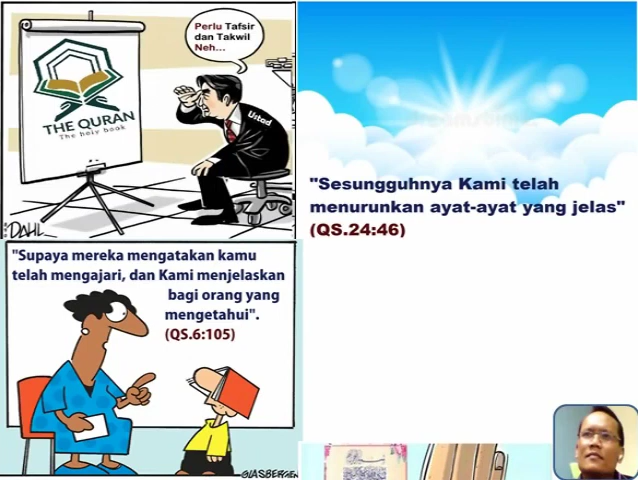 Perlu Tafsir
dan Takwil
Neh...
THE QURAN
The holy book
Ustad
DAHL
"Supaya mereka mengatakan kamu
telah mengajari, dan Kami menjelaskan
bagi orang yang
mengetahui".
(QS.6:105)
GLASBERGEN
"Sesungguhnya Kami telah
menurunkan ayat-ayat yang jelas"
(QS.24:46)